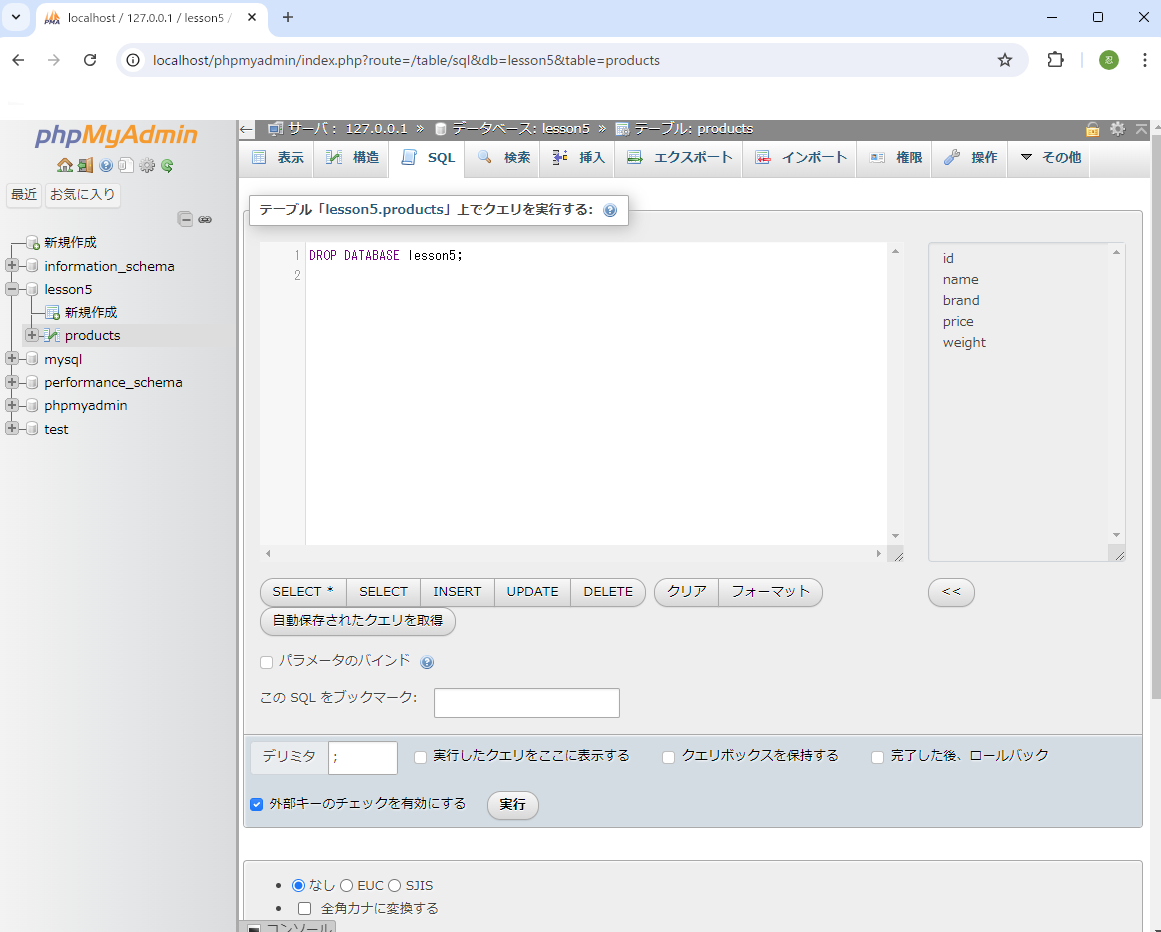 localhost / 127.0.0.1 / lesson5 /
localhost/phpmyadmin/index.php?route=/table/sql&db=lesson5&table=products
忍
phpMyAdmin
最近 お気に入り
新規作成
information_schema
lesson5
新規作成
products
mysql
performance_schema
phpmyadmin
test
サーバ: 127.0.0.1 » データベース: lesson5 » テーブル: products
表示 構造 SQL 検索 挿入 エクスポート インポート 権限 操作 その他
テーブル「lesson5.products」上でクエリを実行する:
1 DROP DATABASE lesson5;
2
id
name
brand
price
weight
SELECT * SELECT INSERT UPDATE DELETE クリア フォーマット <<
自動保存されたクエリを取得
パラメータのバインド
この SQL をブックマーク:
デリミタ ; 実行したクエリをここに表示する クエリボックスを保持する 完了した後、ロールバック
外部キーのチェックを有効にする 実行
なし EUC SJIS
全角カナに変換する
コンソール